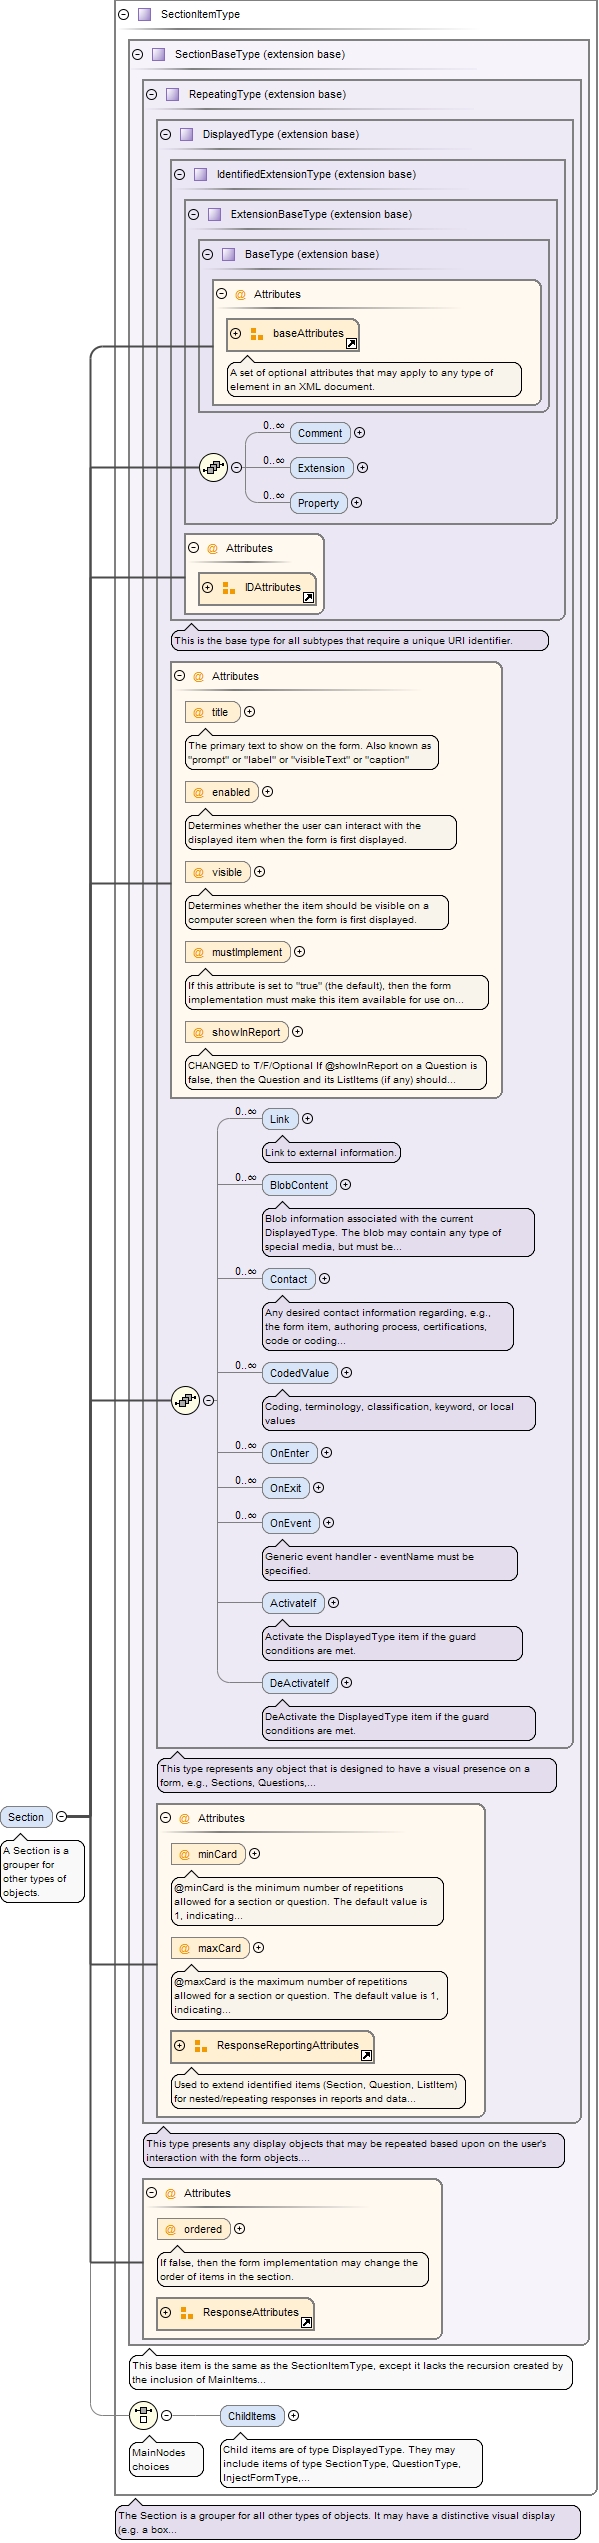 SectionItemType
SectionBaseType (extension base)
RepeatingType (extension base)
DisplayedType (extension base)
IdentifiedExtensionType (extension base)
ExtensionBaseType (extension base)
BaseType (extension base)
@ Attributes
baseAttributes
A set of optional attributes that may apply to any type of
element in an XML document.
0..∞
Comment
0..∞
Extension
0..∞
Property
@ Attributes
IDAttributes
This is the base type for all subtypes that require a unique URI identifier.
@ Attributes
@ title
The primary text to show on the form. Also known as
"prompt" or "label" or "visibleText" or "caption"
@ enabled
Determines whether the user can interact with the
displayed item when the form is first displayed.
@ visible
Determines whether the item should be visible on a
computer screen when the form is first displayed.
@ mustImplement
If this attribute is set to "true" (the default), then the form
implementation must make this item available for use on...
@ showInReport
CHANGED to T/F/Optional If @showInReport on a Question is
false, then the Question and its ListItems (if any) should...
0..∞
Link
Link to external information.
0..∞
BlobContent
Blob information associated with the current
DisplayedType. The blob may contain any type of
special media, but must be...
0..∞
Contact
Any desired contact information regarding, e.g.,
the form item, authoring process, certifications,
code or coding...
0..∞
CodedValue
Coding, terminology, classification, keyword, or local
values
0..∞
OnEnter
0..∞
OnExit
0..∞
OnEvent
Generic event handler - eventName must be
specified.
ActivateIf
Activate the DisplayedType item if the guard
conditions are met.
DeActivateIf
DeActivate the DisplayedType item if the guard
conditions are met.
This type represents any object that is designed to have a visual presence on a
form, e.g., Sections, Questions,...
Section
A Section is a
grouper for
other types of
objects.
@ Attributes
@ minCard
@minCard is the minimum number of repetitions
allowed for a section or question. The default value is
1, indicating...
@ maxCard
@maxCard is the maximum number of repetitions
allowed for a section or question. The default value is 1,
indicating...
ResponseReportingAttributes
Used to extend identified items (Section, Question, ListItem)
for nested/repeating responses in reports and data...
This type presents any display objects that may be repeated based upon on the user's
interaction with the form objects....
@ Attributes
@ ordered
If false, then the form implementation may change the
order of items in the section.
ResponseAttributes
This base item is the same as the SectionItemType, except it lacks the recursion created by
the inclusion of MainItems...
ChildItems
MainNodes
choices
Child items are of type DisplayedType. They may
include items of type SectionType, QuestionType,
InjectFormType,...
The Section is a grouper for all other types of objects. It may have a distinctive visual display
(e.g. a box...